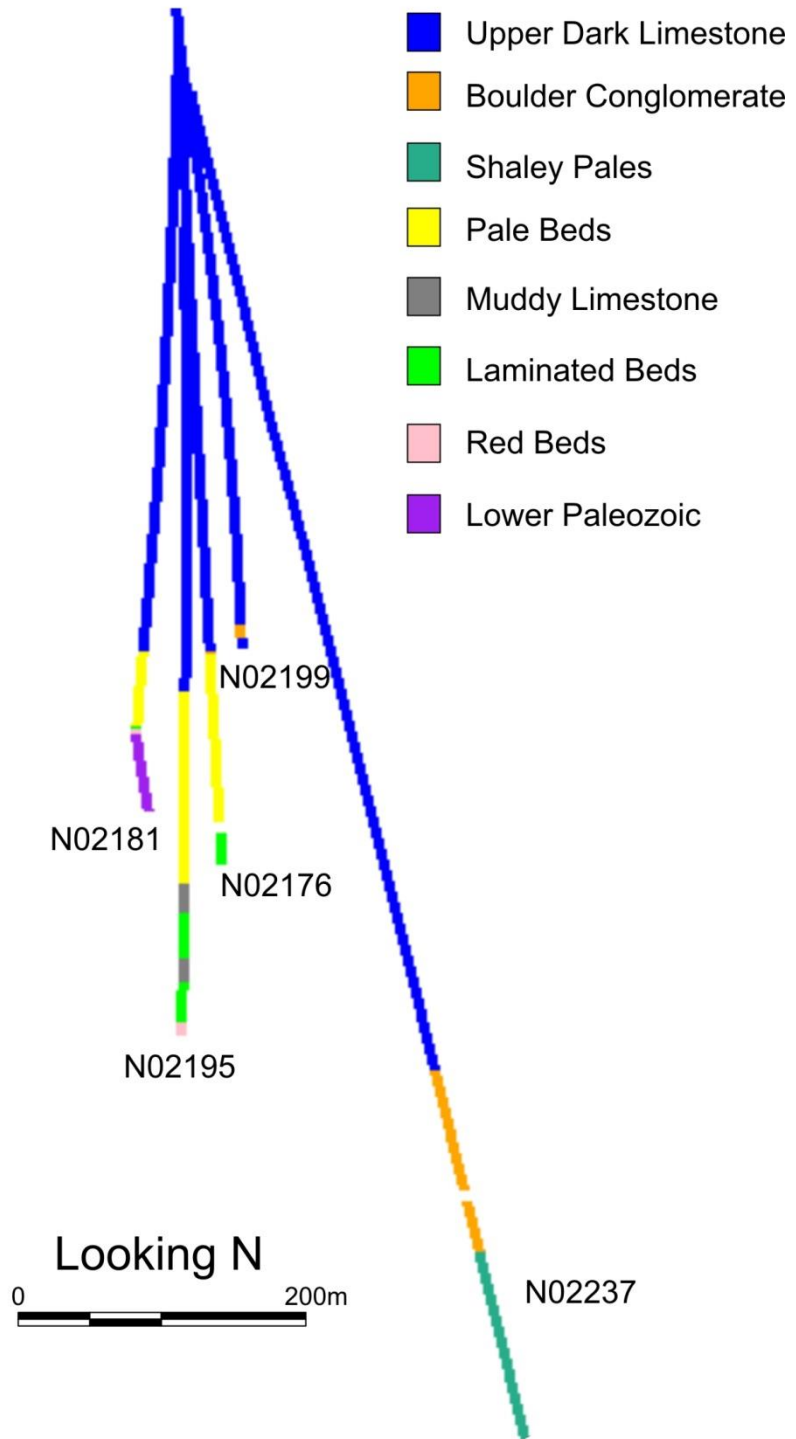 Upper Dark Limestone
Boulder Conglomerate
Shaley Pales
Pale Beds
Muddy Limestone
Laminated Beds
Red Beds
Lower Paleozoic
N02199
N02181
N02176
N02195
Looking N
0 200m
N02237